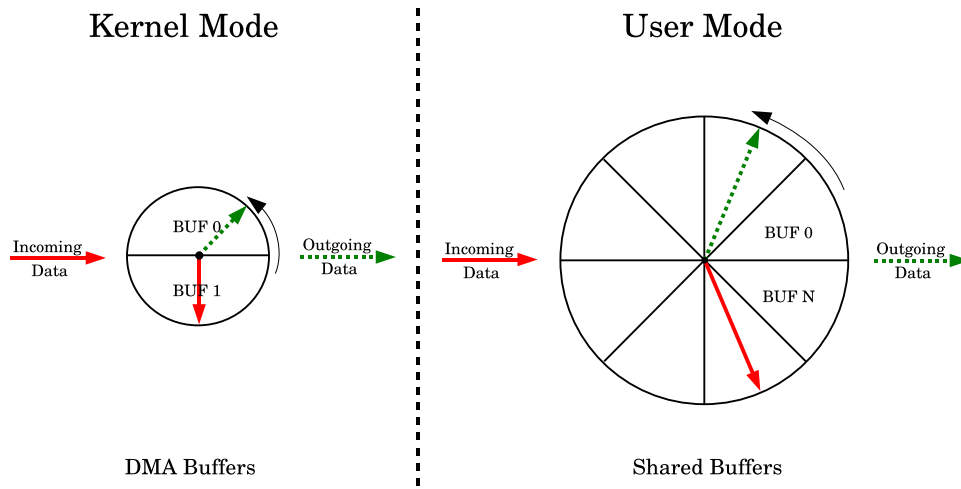 Kernel Mode
User Mode
BUF 0
BUF 1
Incoming
Data
Outgoing
Data
DMA Buffers
BUF 0
BUF N
Incoming
Data
Outgoing
Data
Shared Buffers